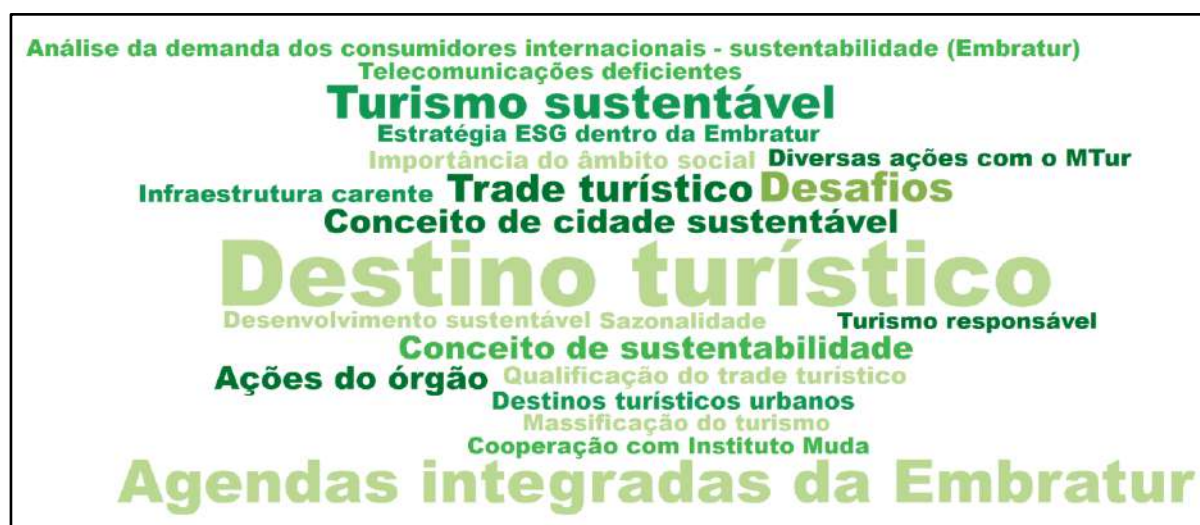 Análise da demanda dos consumidores internacionais - sustentabilidade (Embratur)
Telecomunicações deficientes
Turismo sustentável
Estratégia ESG dentro da Embratur
Importância do âmbito social Diversas ações com o MTur
Infraestrutura carente Trade turístico Desafios
Conceito de cidade sustentável
Destino turístico
Desenvolvimento sustentável Sazonalidade Turismo responsável
Conceito de sustentabilidade
Ações do órgão Qualificação do trade turístico
Destinos turísticos urbanos
Massificação do turismo
Cooperação com Instituto Muda
Agendas integradas da Embratur